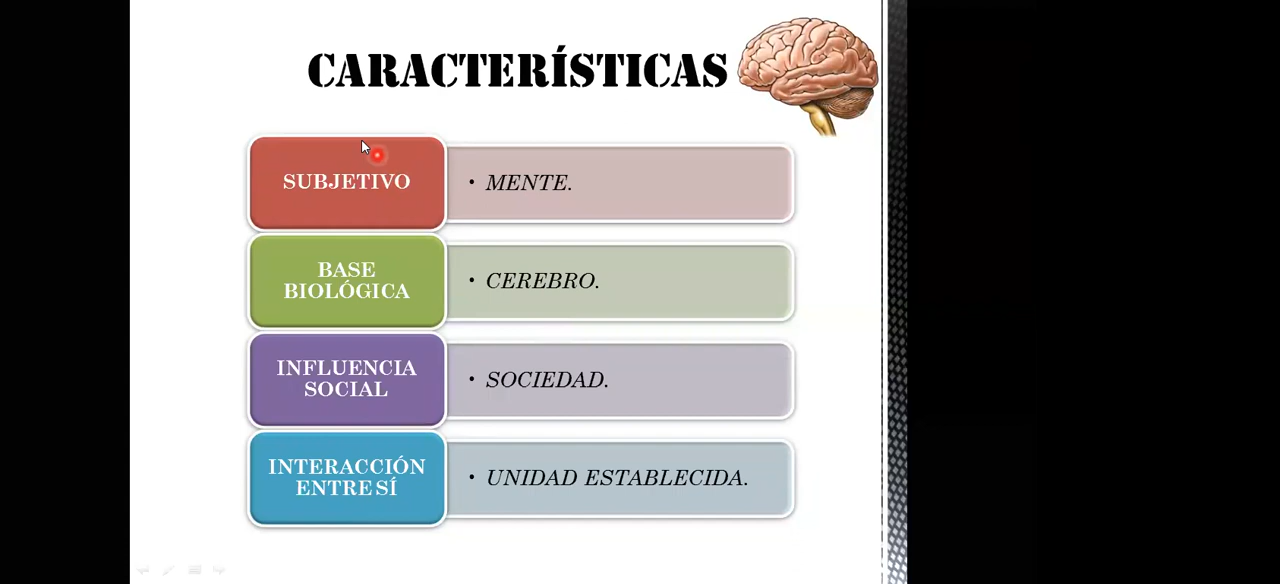 CARACTERÍSTICAS
SUBJETIVO
• MENTE.
BASE
BIOLÓGICA
• CEREBRO.
INFLUENCIA
SOCIAL
• SOCIEDAD.
INTERACCIÓN
ENTRE SÍ
• UNIDAD ESTABLECIDA.